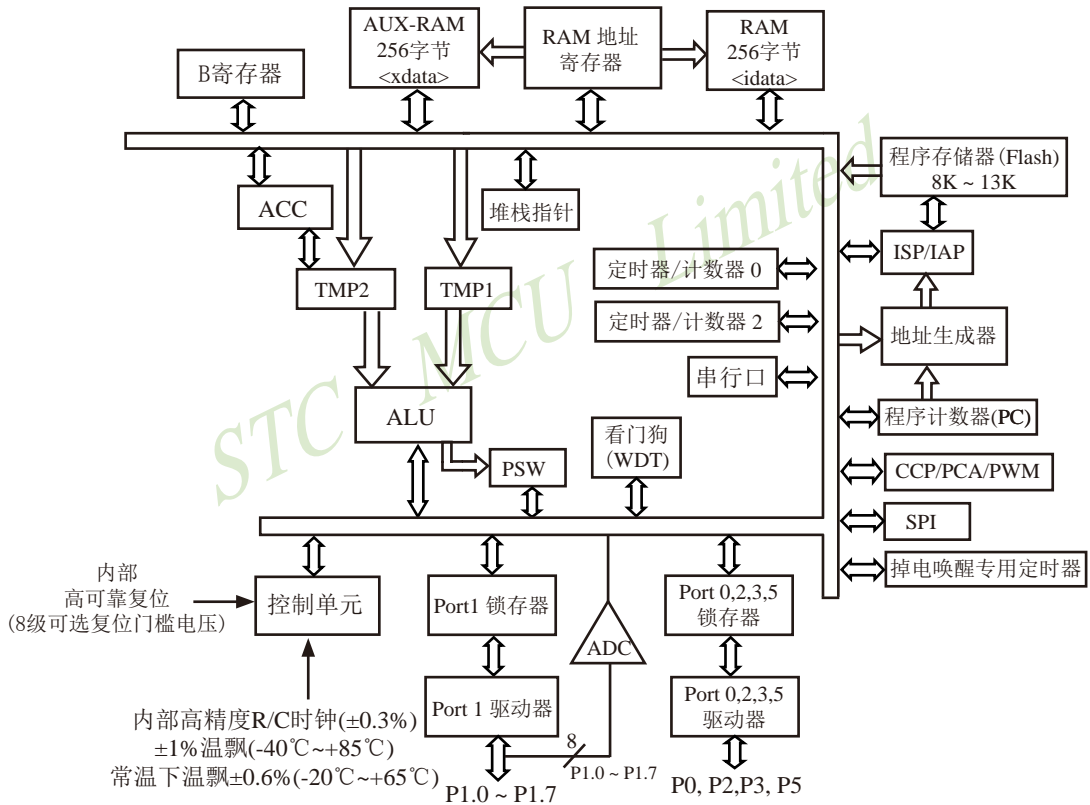 AUX-RAM
256字节
<xdata>
RAM 地址
寄存器
RAM
256字节
<idata>
B寄存器
程序存储器(Flash)
8K ~ 13K
ACC
堆栈指针
ISP/IAP
定时器/计数器 0
TMP2
TMP1
定时器/计数器 2
地址生成器
串行口
ALU
程序计数器(PC)
看门狗
(WDT)
PSW
CCP/PCA/PWM
SPI
掉电唤醒专用定时器
内部
高可靠复位
(8级可选复位门槛电压)
控制单元
Port1 锁存器
ADC
Port 0,2,3,5
锁存器
Port 1 驱动器
Port 0,2,3,5
驱动器
内部高精度R/C时钟(±0.3%)
±1%温飘(-40℃~+85℃)
常温下温飘±0.6%(-20℃~+65℃)
8
P1.0 ~ P1.7
P1.0 ~ P1.7
P0, P2,P3, P5
STC MCU Limited